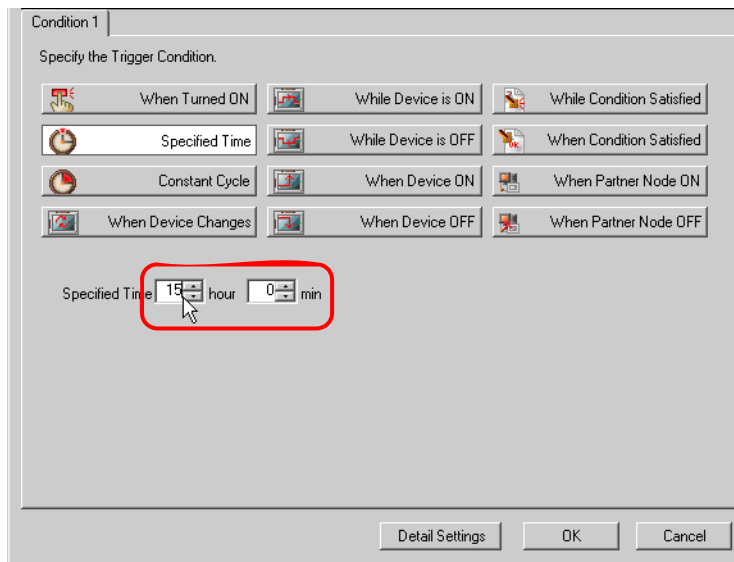 Condition 1
Specify the Trigger Condition.
When Turned ON While Device is ON While Condition Satisfied
Specified Time While Device is OFF When Condition Satisfied
Constant Cycle When Device ON When Partner Node ON
When Device Changes When Device OFF When Partner Node OFF
Specified Time 15 hour 0 min
Detail Settings OK Cancel